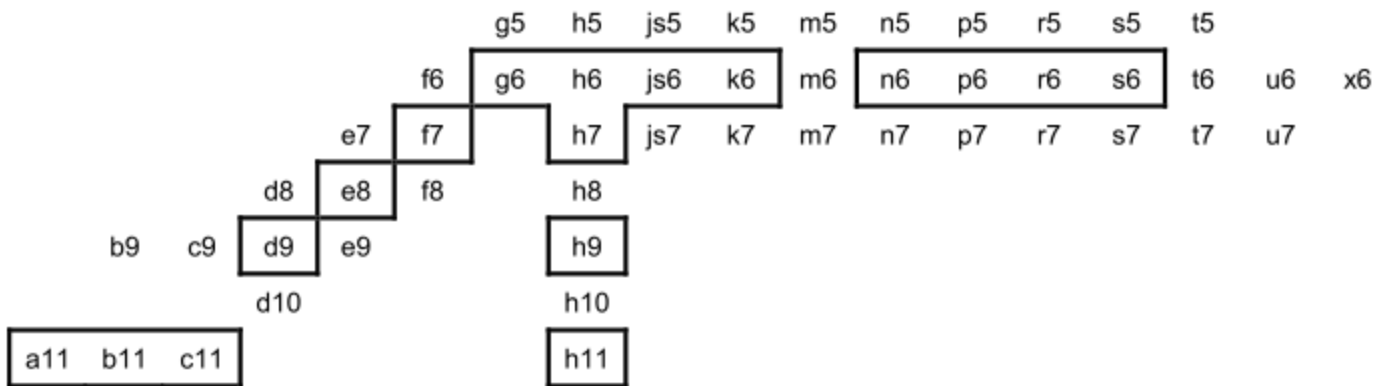 g5 h5 js5 k5 m5 n5 p5 r5 s5 t5
f6 g6 h6 js6 k6 m6 n6 p6 r6 s6 t6 u6 x6
e7 f7 h7 js7 k7 m7 n7 p7 r7 s7 t7 u7
d8 e8 f8 h8
b9 c9 d9 e9 h9
d10 h10
a11 b11 c11 h11